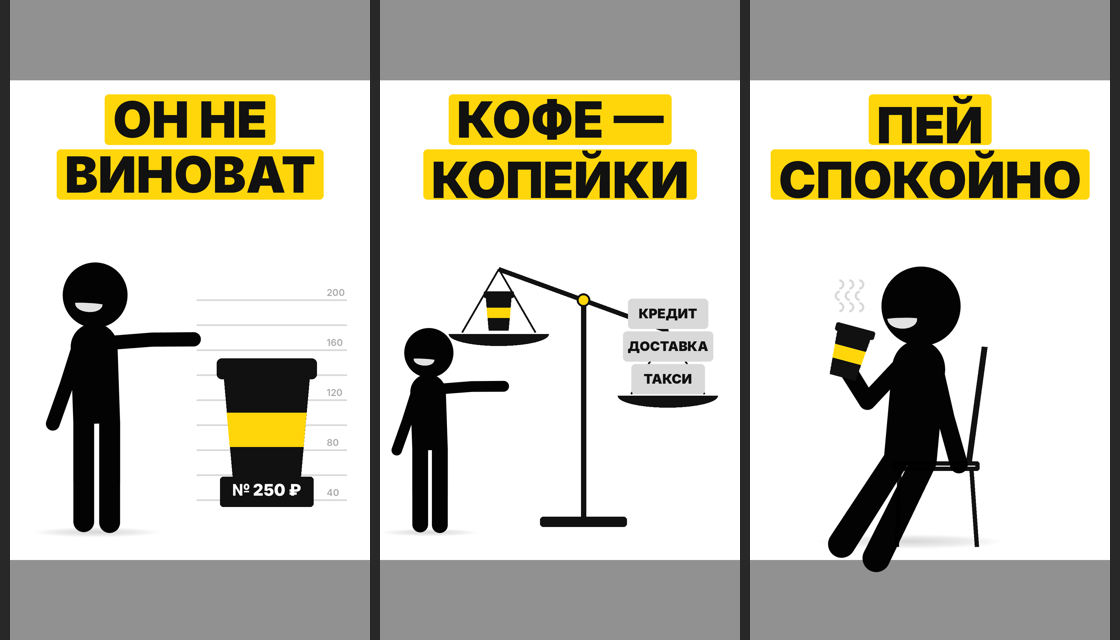 ОН НЕ
ВИНОВАТ
200
160
120
80
40
№ 250 ₽
КОФЕ —
КОПЕЙКИ
КРЕДИТ
ДОСТАВКА
ТАКСИ
ПЕЙ
СПОКОЙНО